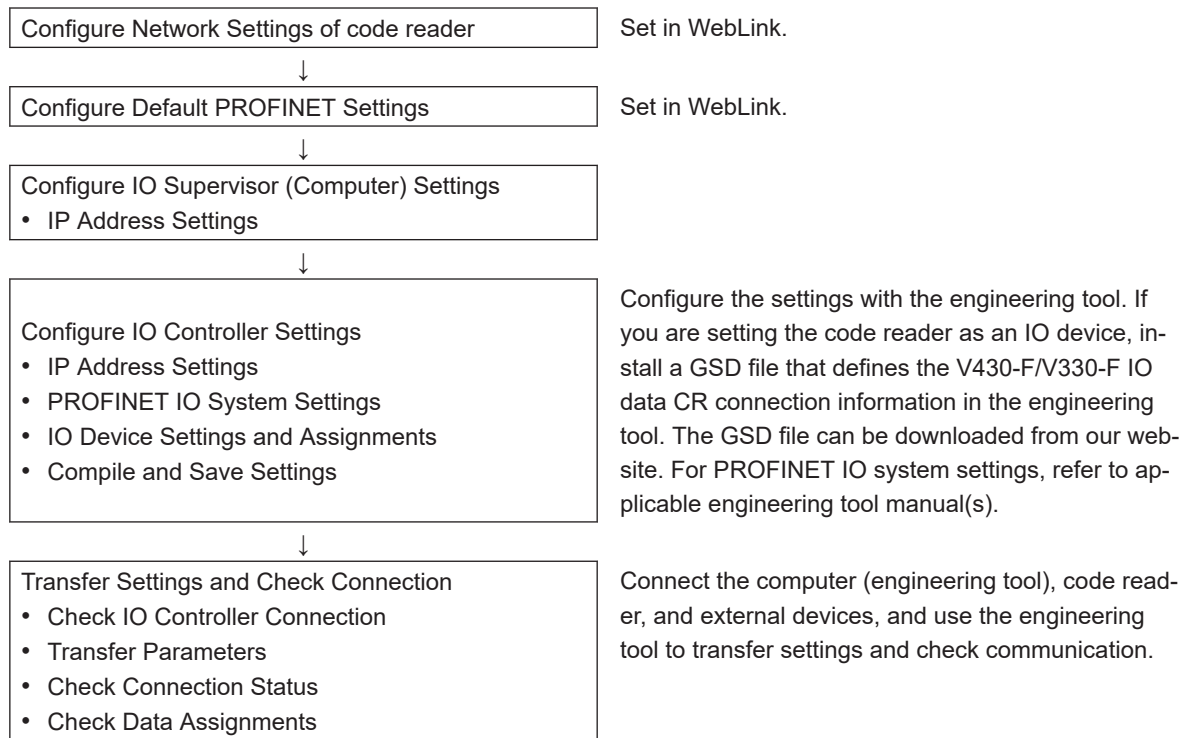 Configure Network Settings of code reader
Set in WebLink.
↓
Configure Default PROFINET Settings
Set in WebLink.
↓
Configure IO Supervisor (Computer) Settings
• IP Address Settings
↓
Configure IO Controller Settings
• IP Address Settings
• PROFINET IO System Settings
• IO Device Settings and Assignments
• Compile and Save Settings
Configure the settings with the engineering tool. If
you are setting the code reader as an IO device, in-
stall a GSD file that defines the V430-F/V330-F IO
data CR connection information in the engineering
tool. The GSD file can be downloaded from our web-
site. For PROFINET IO system settings, refer to ap-
plicable engineering tool manual(s).
↓
Transfer Settings and Check Connection
• Check IO Controller Connection
• Transfer Parameters
• Check Connection Status
• Check Data Assignments
Connect the computer (engineering tool), code read-
er, and external devices, and use the engineering
tool to transfer settings and check communication.